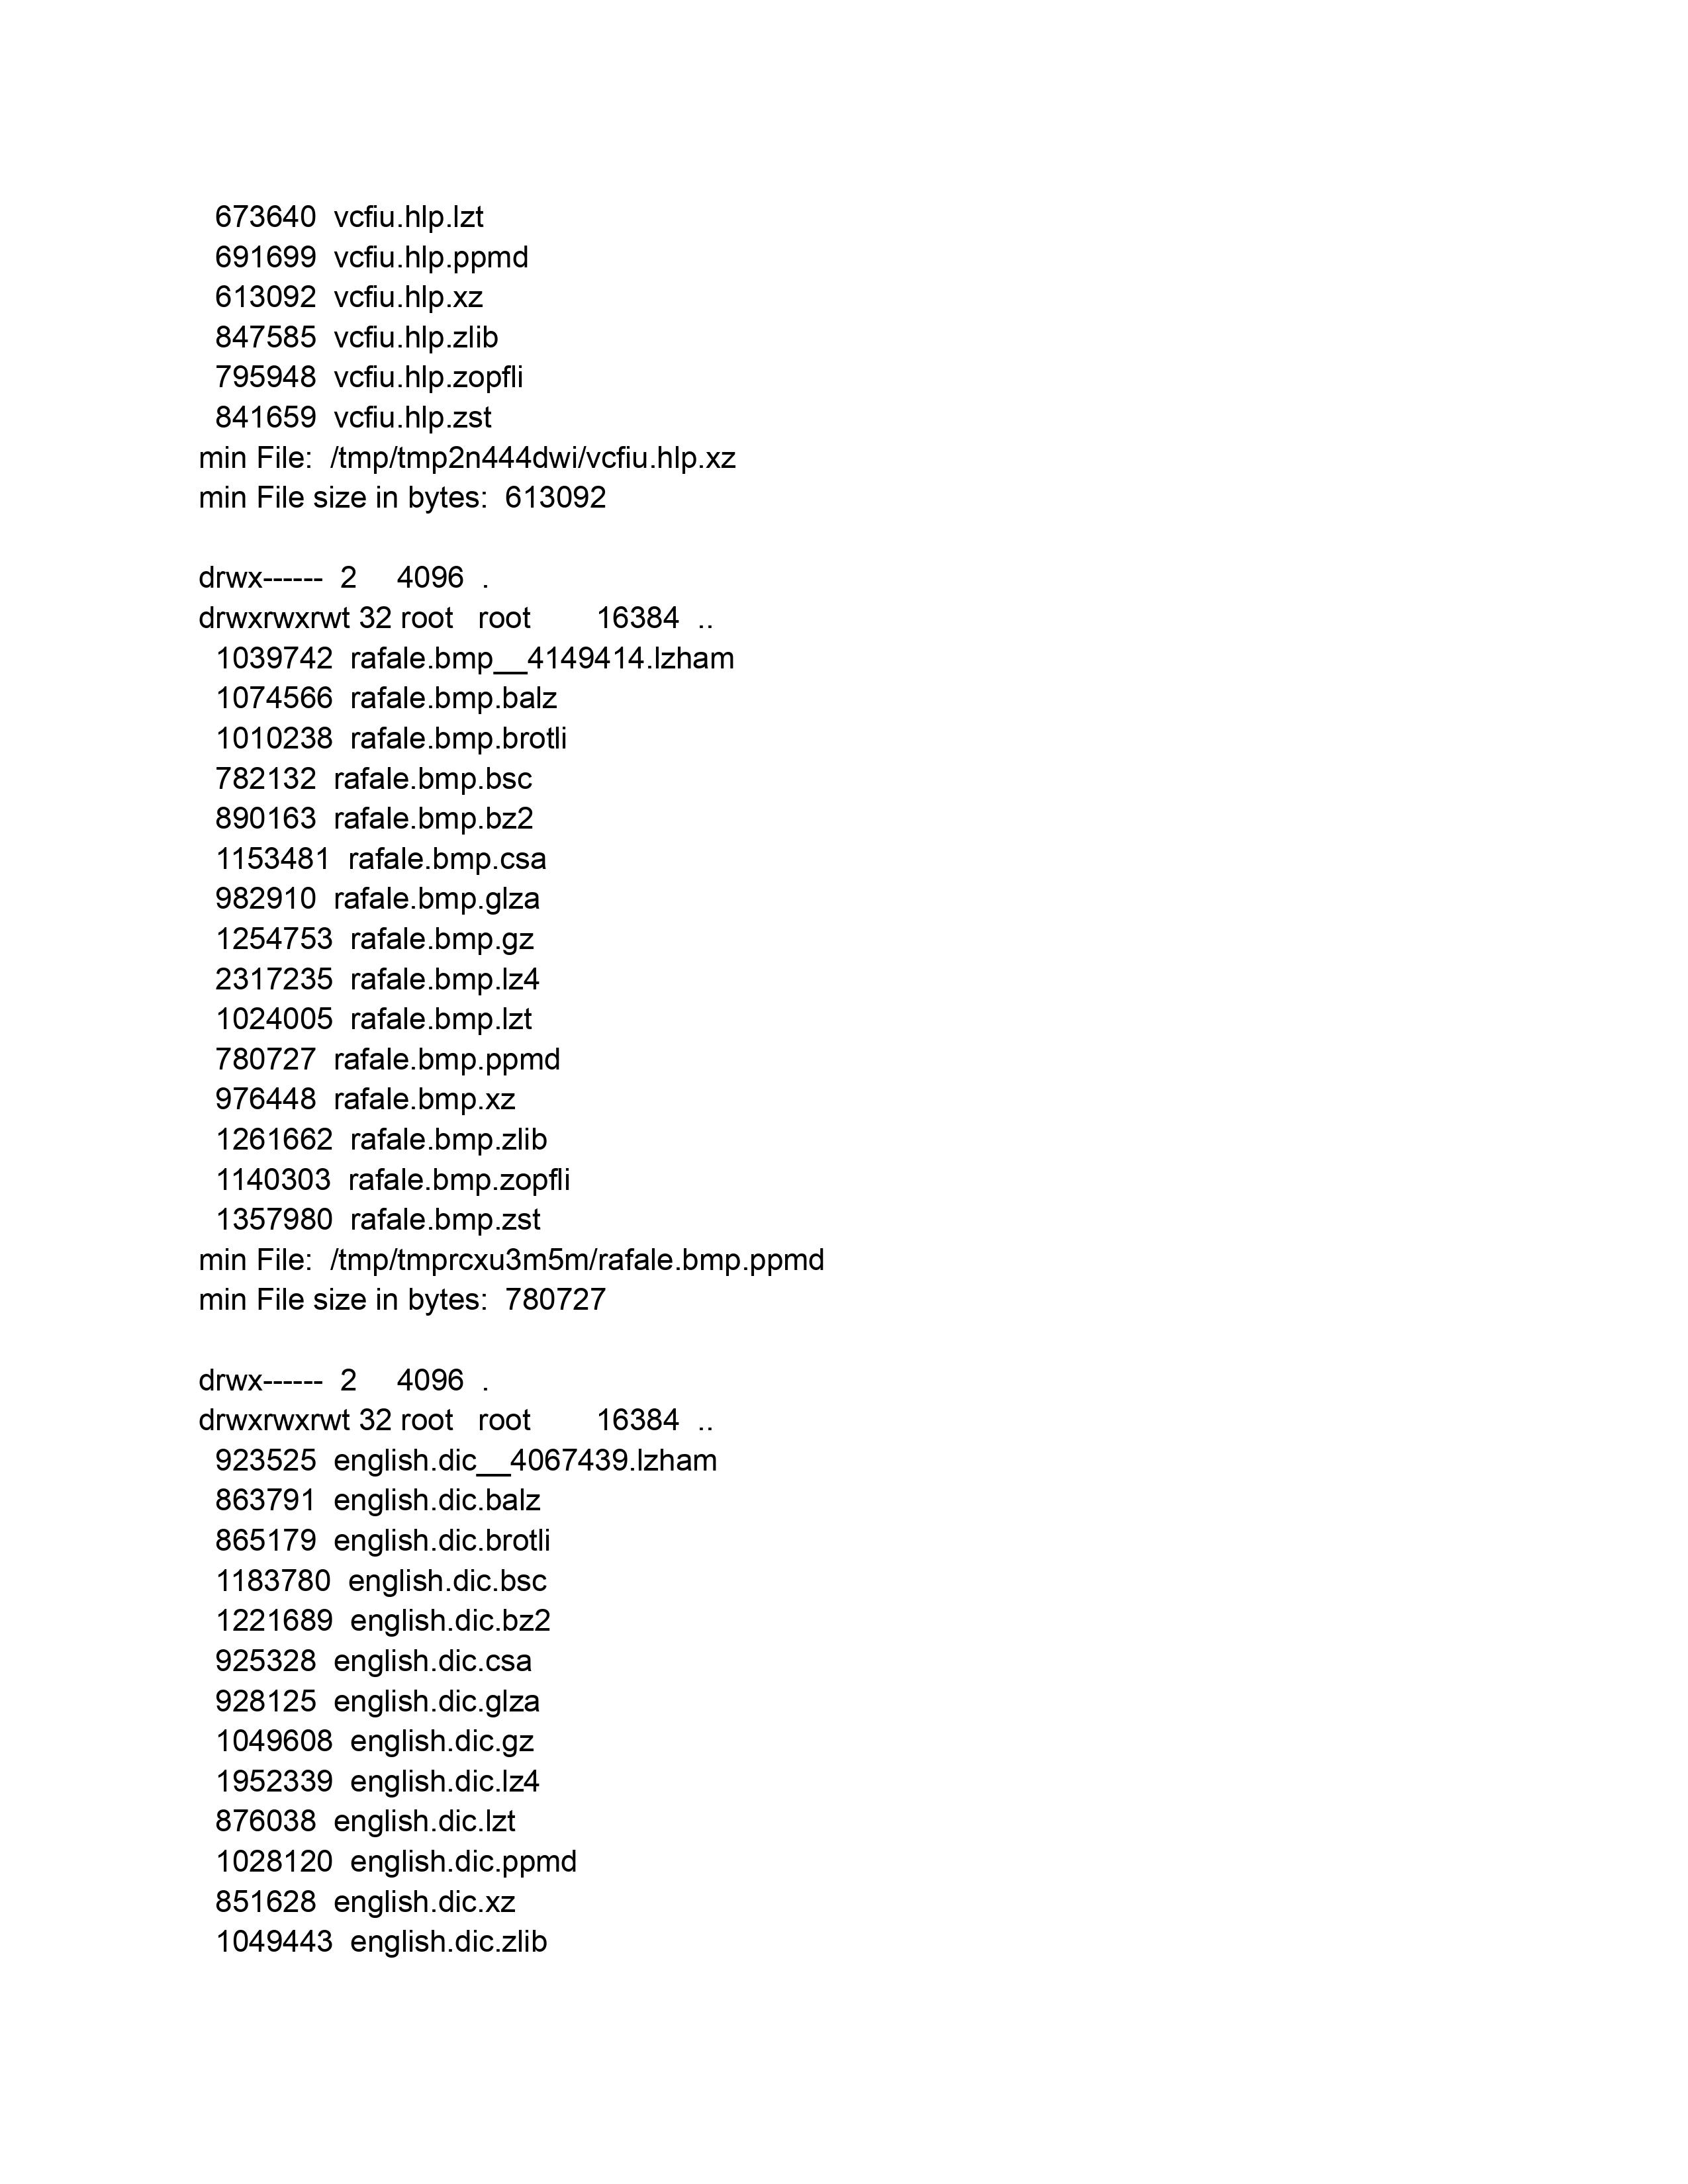 673640  vcfiu.hlp.lzt
691699  vcfiu.hlp.ppmd
613092  vcfiu.hlp.xz
847585  vcfiu.hlp.zlib
795948  vcfiu.hlp.zopfli
841659  vcfiu.hlp.zst
min File:  /tmp/tmp2n444dwi/vcfiu.hlp.xz
min File size in bytes:  613092

drwx------  2     4096  .
drwxrwxrwt 32 root   root        16384  ..
1039742  rafale.bmp__4149414.lzham
1074566  rafale.bmp.balz
1010238  rafale.bmp.brotli
782132  rafale.bmp.bsc
890163  rafale.bmp.bz2
1153481  rafale.bmp.csa
982910  rafale.bmp.glza
1254753  rafale.bmp.gz
2317235  rafale.bmp.lz4
1024005  rafale.bmp.lzt
780727  rafale.bmp.ppmd
976448  rafale.bmp.xz
1261662  rafale.bmp.zlib
1140303  rafale.bmp.zopfli
1357980  rafale.bmp.zst
min File:  /tmp/tmprcxu3m5m/rafale.bmp.ppmd
min File size in bytes:  780727

drwx------  2     4096  .
drwxrwxrwt 32 root   root        16384  ..
923525  english.dic__4067439.lzham
863791  english.dic.balz
865179  english.dic.brotli
1183780  english.dic.bsc
1221689  english.dic.bz2
925328  english.dic.csa
928125  english.dic.glza
1049608  english.dic.gz
1952339  english.dic.lz4
876038  english.dic.lzt
1028120  english.dic.ppmd
851628  english.dic.xz
1049443  english.dic.zlib